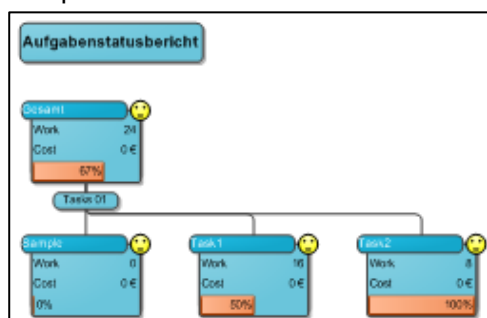 Aufgabenstatusbericht
Gesamt
Work 24
Cost 0 €
67%
Tasks 01
Sample
Work 0
Cost 0 €
0%
Task1
Work 16
Cost 0 €
50%
Task2
Work 8
Cost 0 €
100%